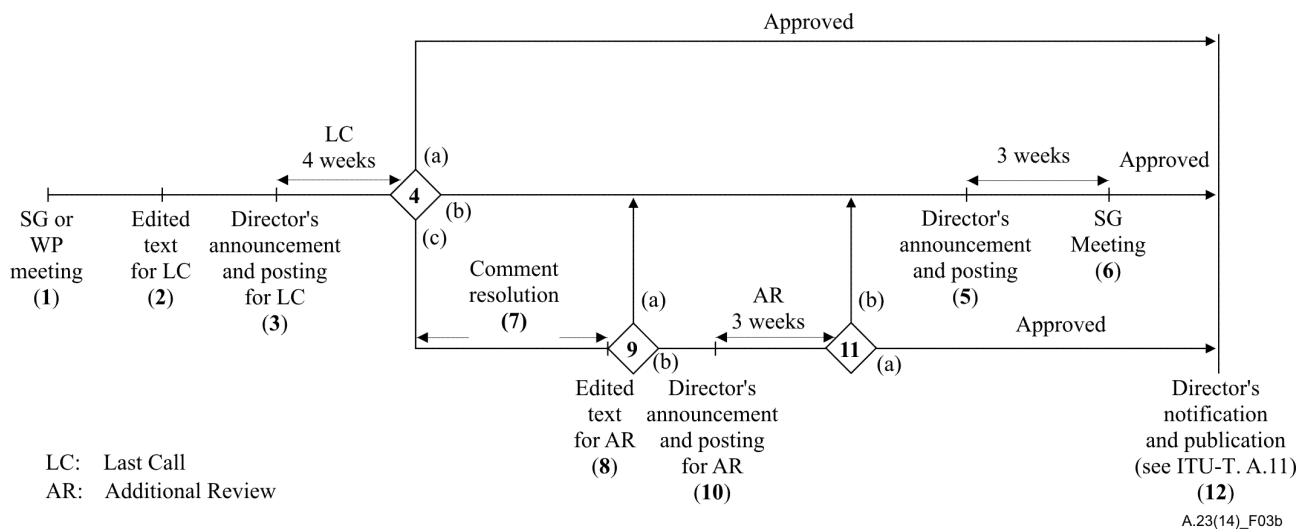 Approved
LC
4 weeks
(a)
3 weeks
Approved
4
(b)
(c)
SG or
WP
meeting
(1)
Edited
text
for LC
(2)
Director's
announcement
and posting
for LC
(3)
Director's
announcement
and posting
(5)
SG
Meeting
(6)
Comment
resolution
(7)
(a)
AR
3 weeks
(b)
Approved
9
(b)
11
(a)
Edited
text
for AR
(8)
Director's
announcement
and posting
for AR
(10)
Director's
notification
and publication
(see ITU-T. A.11)
(12)
LC: Last Call
AR: Additional Review
A.23(14)_F03b